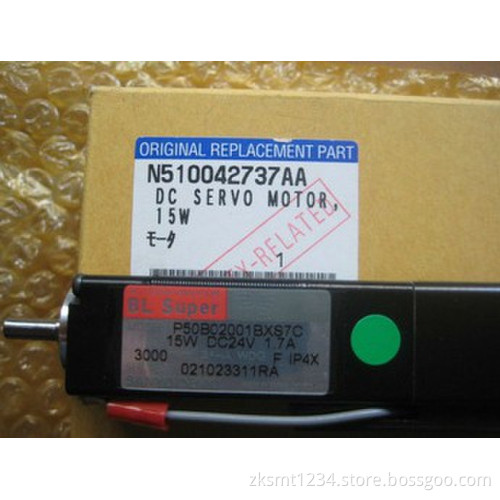 ORIGINAL REPLACEMENT PART
N510042737AA
DC SERVO MOTOR,
15W
モータ
1
-RELATED
BL Super
P50B02001BXS7C
15W DC24V 1.7A
3000 F IP4X
021023311RA
zksmt1234.store.bossgoo.com